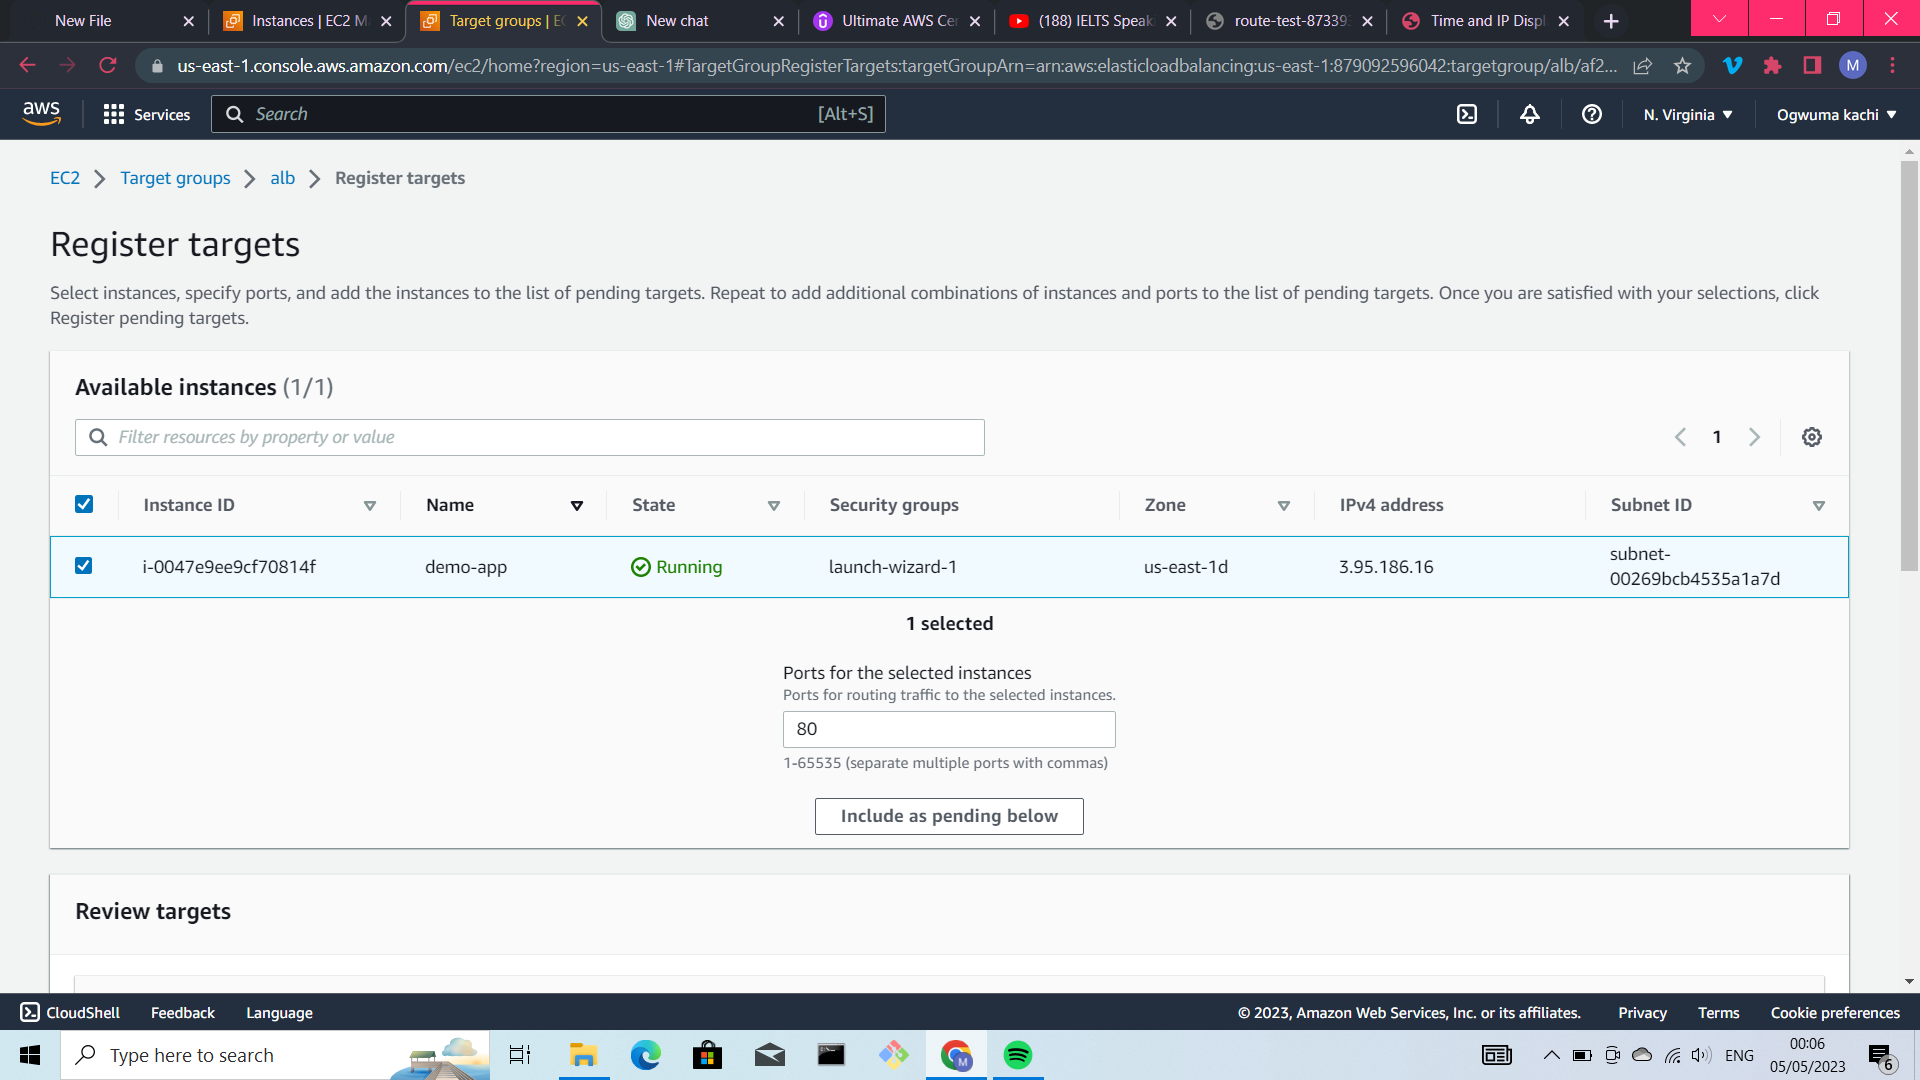 New File
Instances | EC2 M
Target groups | EC
New chat
Ultimate AWS Ce
(188) IELTS Speak
route-test-87339
Time and IP Displ
us-east-1.console.aws.amazon.com/ec2/home?region=us-east-1#TargetGroupRegisterTargets:targetGroupArn=arn:aws:elasticloadbalancing:us-east-1:879092596042:targetgroup/alb/af2...
M
aws
Services
Search
[Alt+S]
N. Virginia
Ogwuma kachi
EC2
Target groups
alb
Register targets
Register targets
Select instances, specify ports, and add the instances to the list of pending targets. Repeat to add additional combinations of instances and ports to the list of pending targets. Once you are satisfied with your selections, click
Register pending targets.
Available instances (1/1)
Filter resources by property or value
1
Instance ID Name State Security groups Zone IPv4 address Subnet ID
i-0047e9ee9cf70814f demo-app Running launch-wizard-1 us-east-1d 3.95.186.16 subnet-
00269bcb4535a1a7d
1 selected
Ports for the selected instances
Ports for routing traffic to the selected instances.
80
1-65535 (separate multiple ports with commas)
Include as pending below
Review targets
CloudShell
Feedback
Language
© 2023, Amazon Web Services, Inc. or its affiliates.
Privacy
Terms
Cookie preferences
Type here to search
M
ENG
00:06
05/05/2023
6